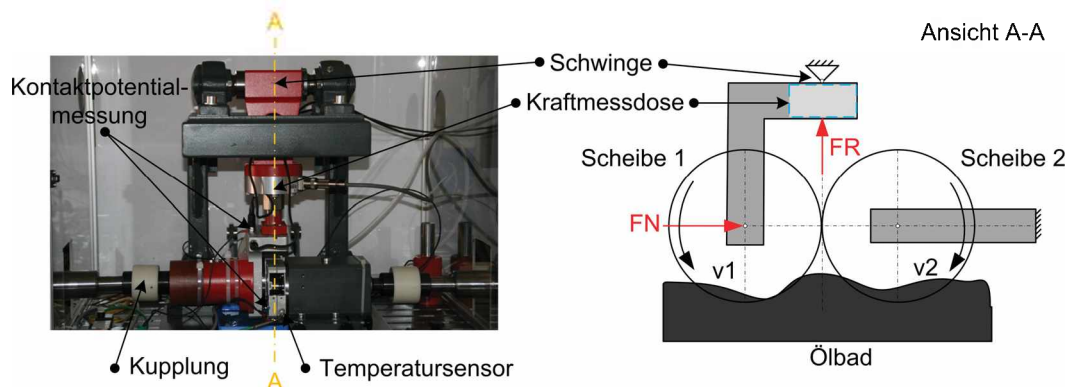 A
Ansicht A-A
Kontaktpotential-
messung
Schwinge
Kraftmessdose
FR
Scheibe 1
Scheibe 2
FN
v1
v2
Ölbad
Kupplung
Temperatursensor
A